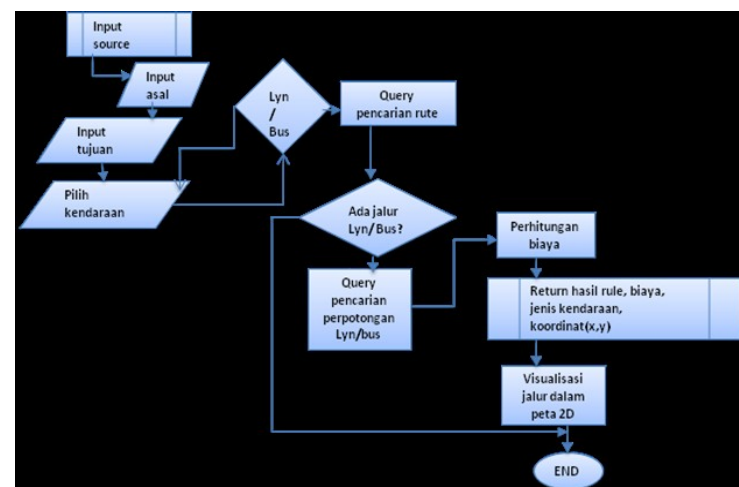 Input
source
Input
asal
Input
tujuan
Pilih
kendaraan
Lyn
/
Bus
Query
pencarian rute
Ada jalur
Lyn/Bus?
Query
pencarian
perpotongan
Lyn/bus
Perhitungan
biaya
Return hasil rule, biaya,
jenis kendaraan,
koordinat(x,y)
Visualisasi
jalur dalam
peta 2D
END